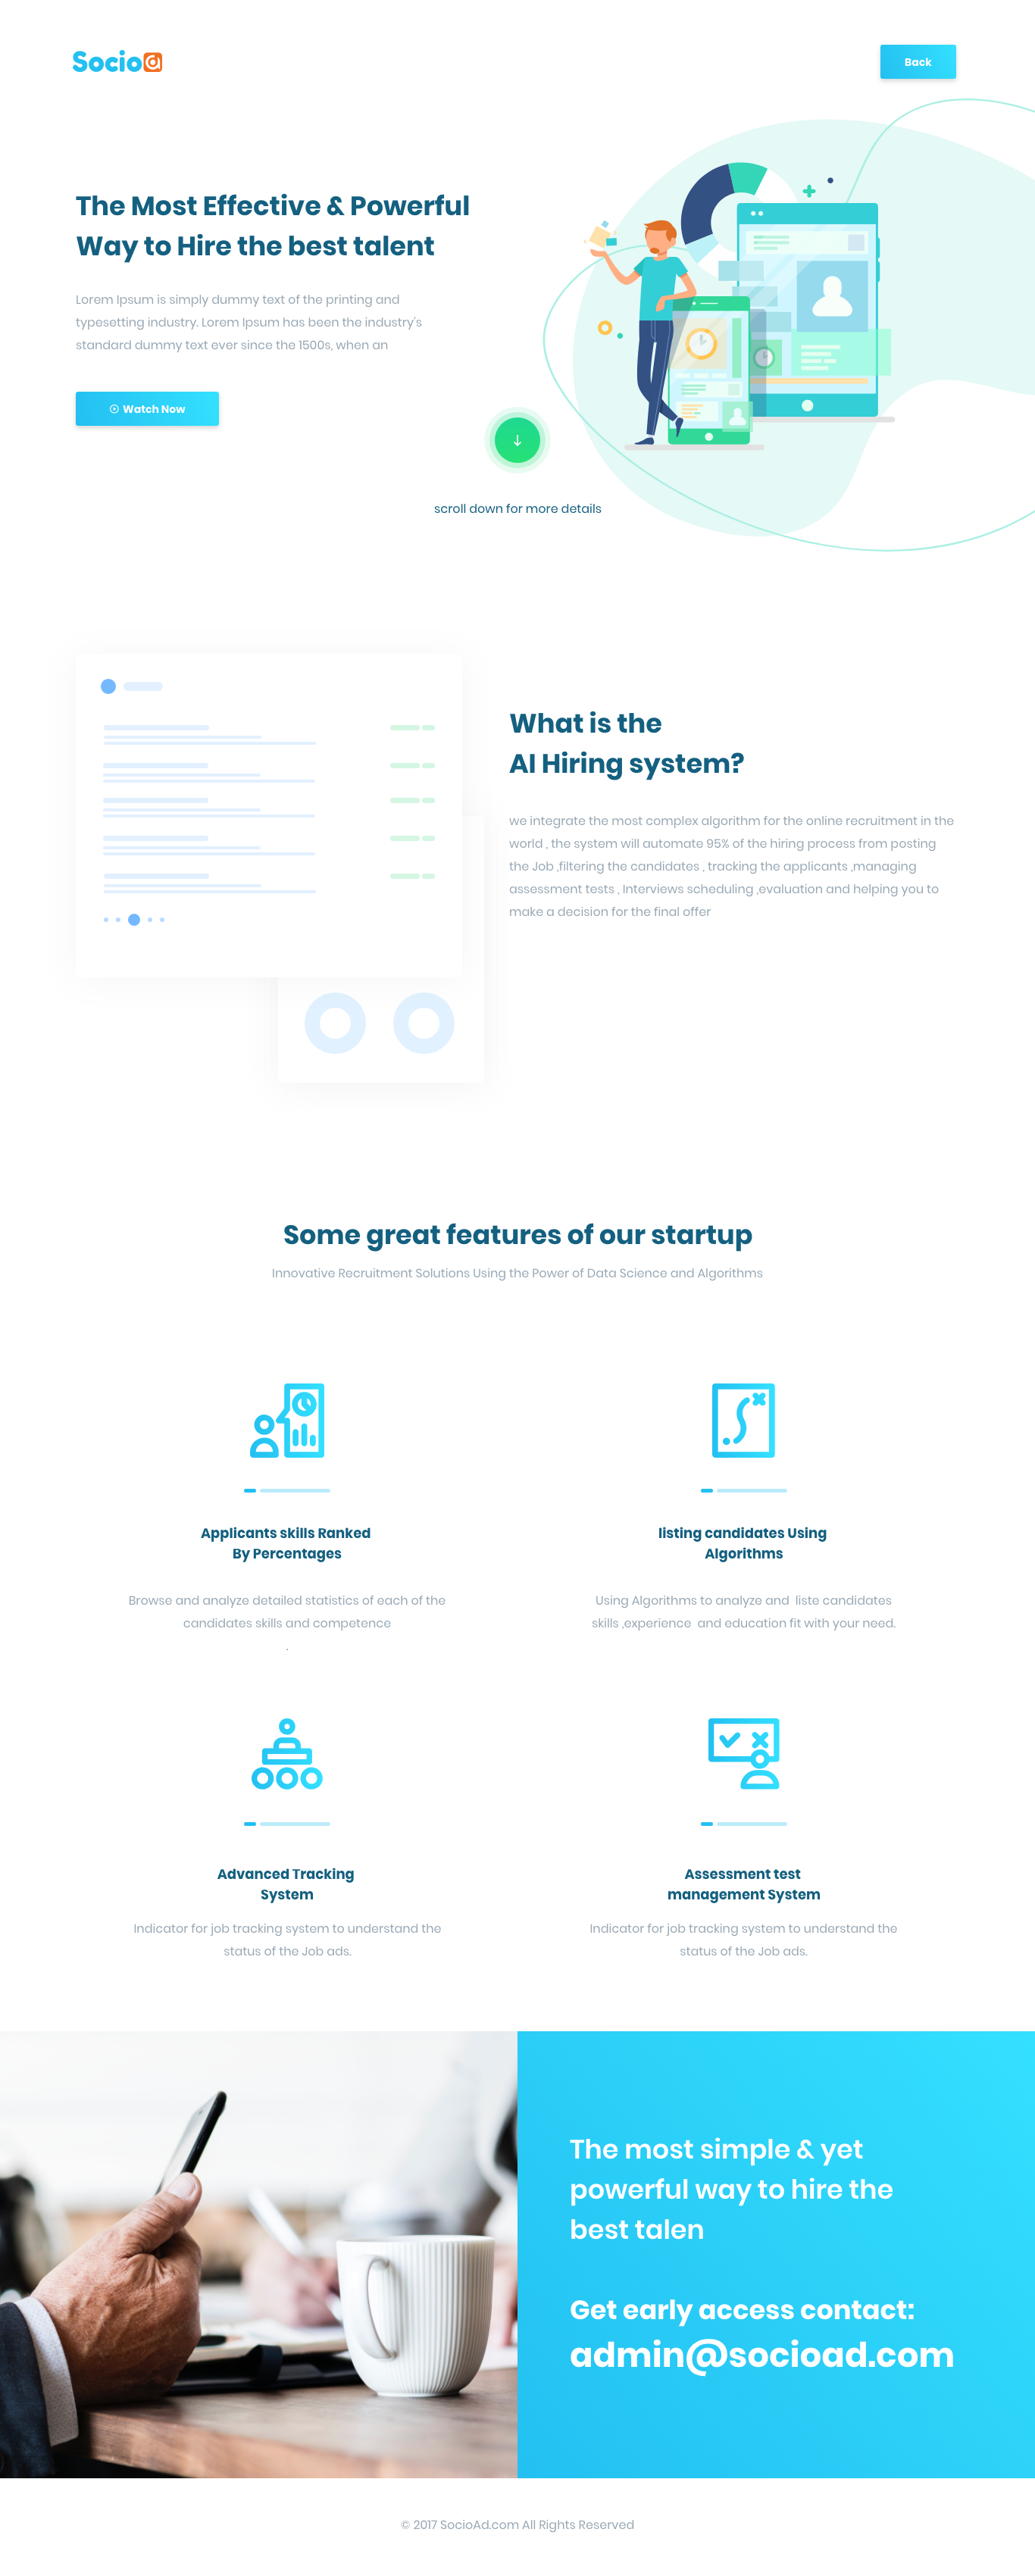 Socioad
Back
The Most Effective & Powerful
Way to Hire the best talent
Lorem Ipsum is simply dummy text of the printing and
typesetting industry. Lorem Ipsum has been the industry's
standard dummy text ever since the 1500s, when an
Watch Now
scroll down for more details
What is the
AI Hiring system?
we integrate the most complex algorithm for the online recruitment in the
world , the system will automate 95% of the hiring process from posting
the Job ,filtering the candidates , tracking the applicants ,managing
assessment tests , Interviews scheduling ,evaluation and helping you to
make a decision for the final offer
Some great features of our startup
Innovative Recruitment Solutions Using the Power of Data Science and Algorithms
Applicants skills Ranked
By Percentages
Browse and analyze detailed statistics of each of the
candidates skills and competence
.
listing candidates Using
Algorithms
Using Algorithms to analyze and  liste candidates
skills ,experience  and education fit with your need.
Advanced Tracking
System
Indicator for job tracking system to understand the
status of the Job ads.
Assessment test
management System
Indicator for job tracking system to understand the
status of the Job ads.
The most simple & yet
powerful way to hire the
best talen
Get early access contact:
admin@socioad.com
© 2017 SocioAd.com All Rights Reserved